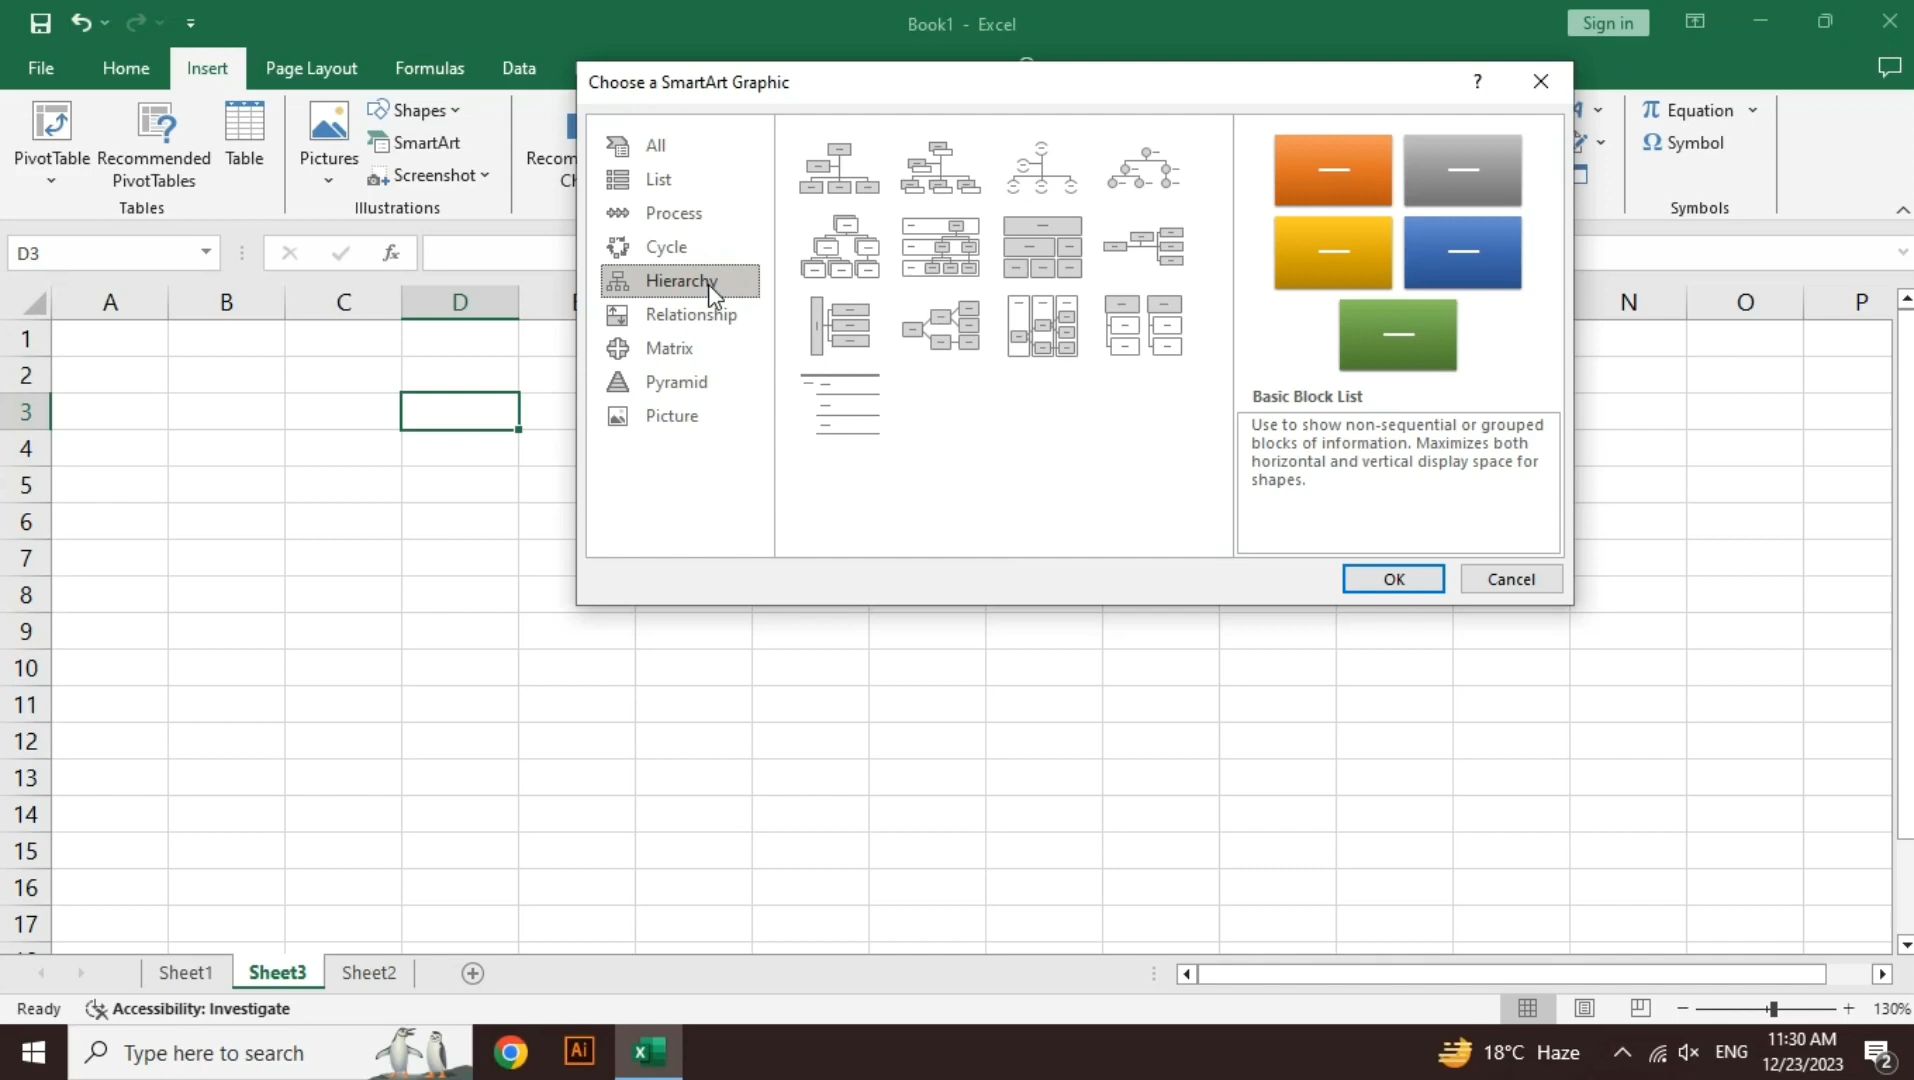 Book1 - Excel
Sign in
File
Home
Insert
Page Layout
Formulas
Data
PivotTable
Recommended
PivotTables
Table
Tables
Pictures
Shapes
SmartArt
Screenshot
Illustrations
Recom
Ch
Equation
Symbol
Symbols
Choose a SmartArt Graphic
?
All
List
Process
Cycle
Hierarchy
Relationship
Matrix
Pyramid
Picture
Basic Block List
Use to show non-sequential or grouped
blocks of information. Maximizes both
horizontal and vertical display space for
shapes.
OK
Cancel
D3
fx
A B C D N O P
1
2
3
4
5
6
7
8
9
10
11
12
13
14
15
16
17
Sheet1
Sheet3
Sheet2
Ready
Accessibility: Investigate
130%
Type here to search
Ai
X
18°C Haze
ENG
11:30 AM
12/23/2023
2